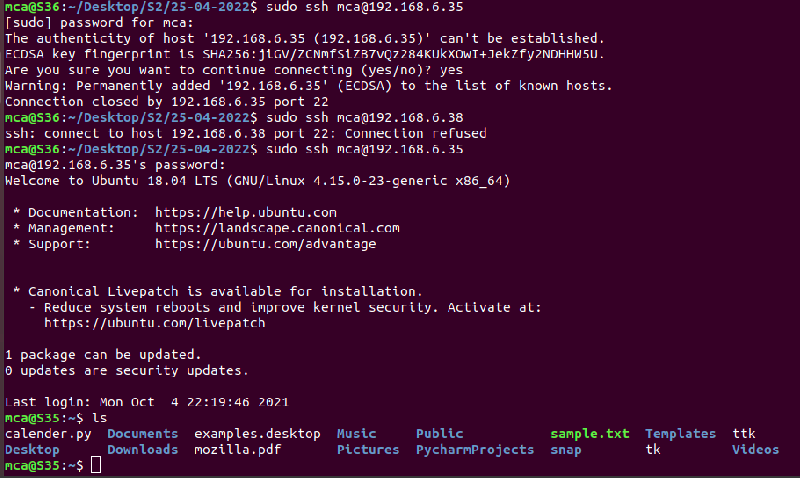 mca@S36:~/Desktop/S2/25-04-2022$ sudo ssh mca@192.168.6.35
[sudo] password for mca:
The authenticity of host '192.168.6.35 (192.168.6.35)' can't be established.
ECDSA key fingerprint is SHA256:jiGV/ZCNmfSiZB7vQz284KUkXOWI+JekZfy2NDHHW5U.
Are you sure you want to continue connecting (yes/no)? yes
Warning: Permanently added '192.168.6.35' (ECDSA) to the list of known hosts.
Connection closed by 192.168.6.35 port 22
mca@S36:~/Desktop/S2/25-04-2022$ sudo ssh mca@192.168.6.38
ssh: connect to host 192.168.6.38 port 22: Connection refused
mca@S36:~/Desktop/S2/25-04-2022$ sudo ssh mca@192.168.6.35
mca@192.168.6.35's password:
Welcome to Ubuntu 18.04 LTS (GNU/Linux 4.15.0-23-generic x86_64)
* Documentation:  https://help.ubuntu.com
* Management:     https://landscape.canonical.com
* Support:        https://ubuntu.com/advantage
* Canonical Livepatch is available for installation.
- Reduce system reboots and improve kernel security. Activate at:
https://ubuntu.com/livepatch
1 package can be updated.
0 updates are security updates.
Last login: Mon Oct  4 22:19:46 2021
mca@S35:~$ ls
calender.py  Documents  examples.desktop  Music  Public  sample.txt  Templates  ttk
Desktop  Downloads  mozilla.pdf  Pictures  PycharmProjects  snap  tk  Videos
mca@S35:~$